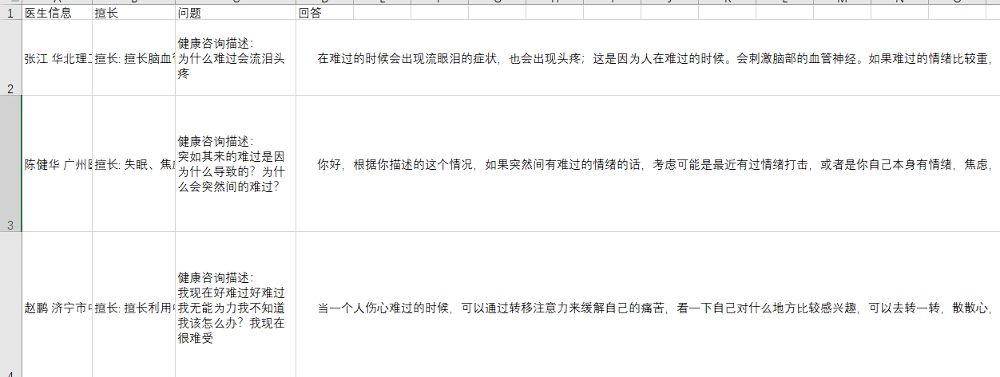 1 医生信息 擅长 问题 回答
健康咨询描述：
为什么难过会流泪头
疼
张江 华北理 擅长: 擅长脑血 在难过的时候会出现流眼泪的症状，也会出现头疼；这是因为人在难过的时候。会刺激脑部的血管神经。如果难过的情绪比较重，
2
健康咨询描述：
突如其来的难过是因
为什么导致的？为什
么会突然间的难过？
陈健华 广州 擅长: 失眠、焦 你好，根据你描述的这个情况，如果突然间有难过的情绪的话，考虑可能是最近有过情绪打击，或者是你自己本身有情绪，焦虑，
3
健康咨询描述：
我现在好难过好难过
我无能为力我不知道
我该怎么办？我现在
很难受
赵鹏 济宁市 擅长: 擅长利用 当一个人伤心难过的时候，可以通过转移注意力来缓解自己的痛苦，看一下自己对什么地方比较感兴趣，可以去转一转，散散心，